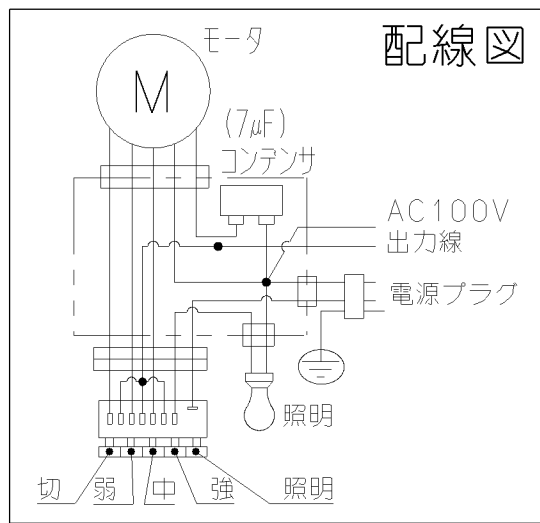 配線図
モータ
M
(7μF)
コンデンサ
AC100V
出力線
電源プラグ
照明
切 弱 中 強 照明